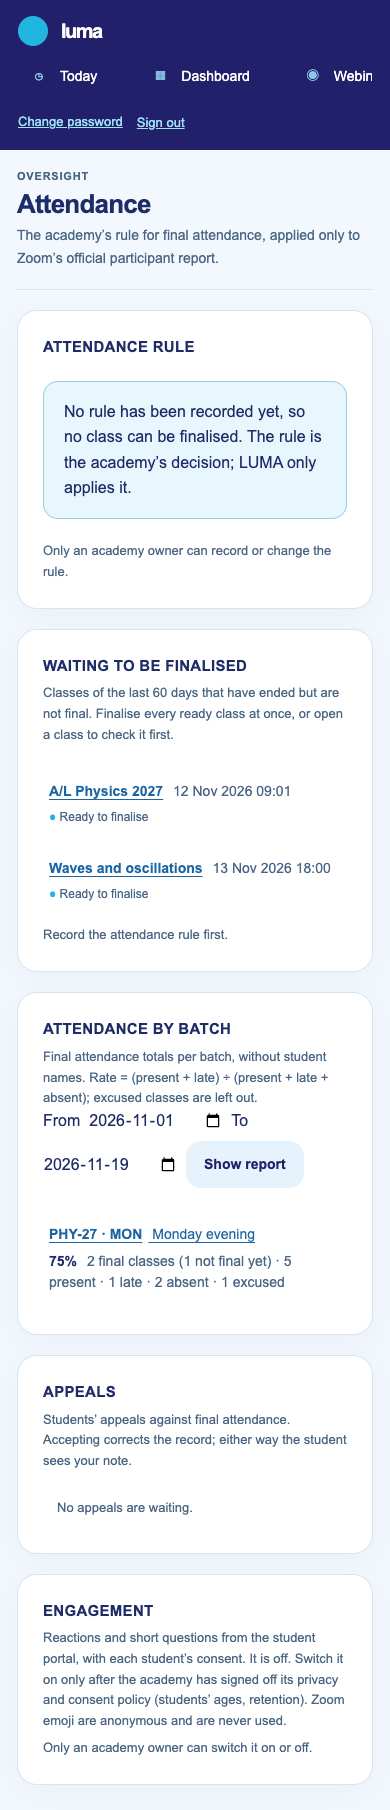 luma
Today
Dashboard
Webin
Change password
Sign out
OVERSIGHT
Attendance
The academy’s rule for final attendance, applied only to
Zoom’s official participant report.
ATTENDANCE RULE
No rule has been recorded yet, so
no class can be finalised. The rule is
the academy’s decision; LUMA only
applies it.
Only an academy owner can record or change the
rule.
WAITING TO BE FINALISED
Classes of the last 60 days that have ended but are
not final. Finalise every ready class at once, or open
a class to check it first.
A/L Physics 2027 12 Nov 2026 09:01
Ready to finalise
Waves and oscillations 13 Nov 2026 18:00
Ready to finalise
Record the attendance rule first.
ATTENDANCE BY BATCH
Final attendance totals per batch, without student
names. Rate = (present + late) ÷ (present + late +
absent); excused classes are left out.
From 2026-11-01 To
2026-11-19 Show report
PHY-27 · MON Monday evening
75% 2 final classes (1 not final yet) · 5
present · 1 late · 2 absent · 1 excused
APPEALS
Students’ appeals against final attendance.
Accepting corrects the record; either way the student
sees your note.
No appeals are waiting.
ENGAGEMENT
Reactions and short questions from the student
portal, with each student’s consent. It is off. Switch it
on only after the academy has signed off its privacy
and consent policy (students’ ages, retention). Zoom
emoji are anonymous and are never used.
Only an academy owner can switch it on or off.